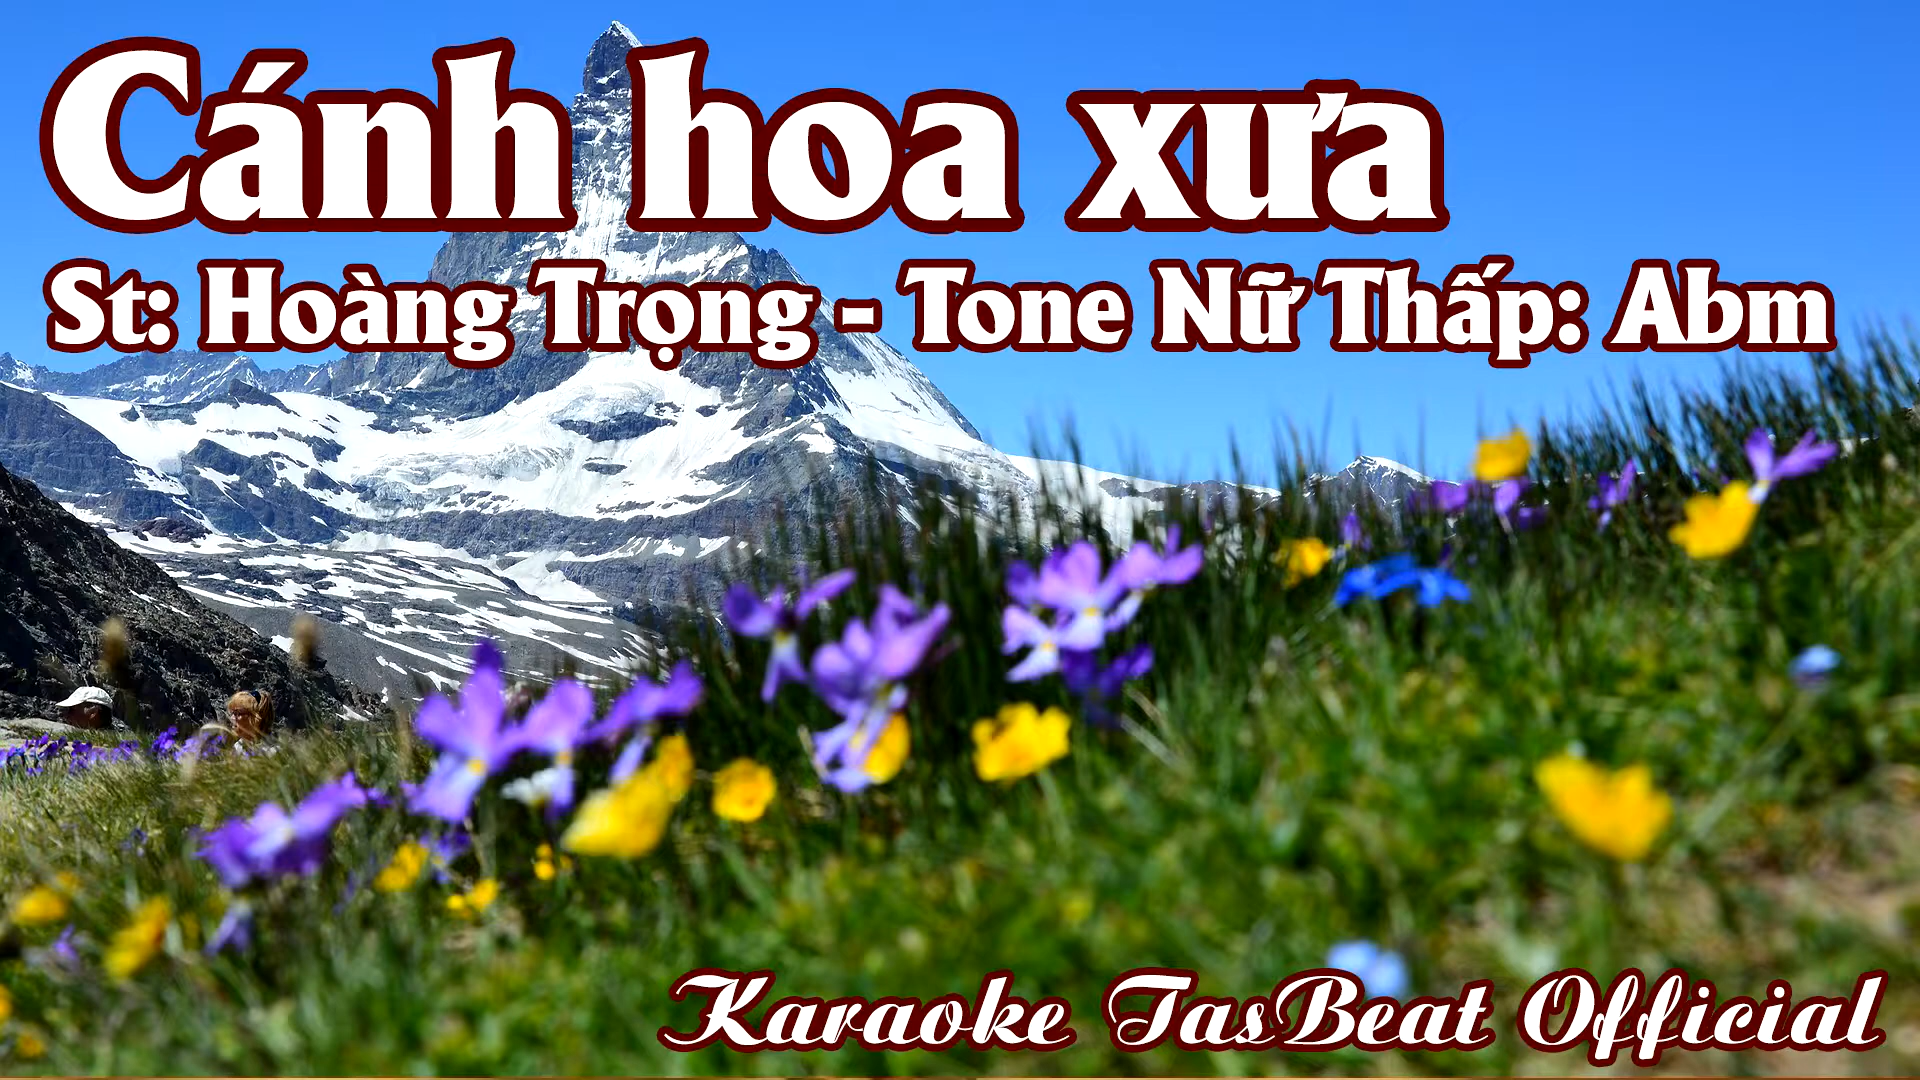 Cánh hoa xưa
St: Hoàng Trọng - Tone Nữ Thấp: Abm
Karaoke TasBeat Official